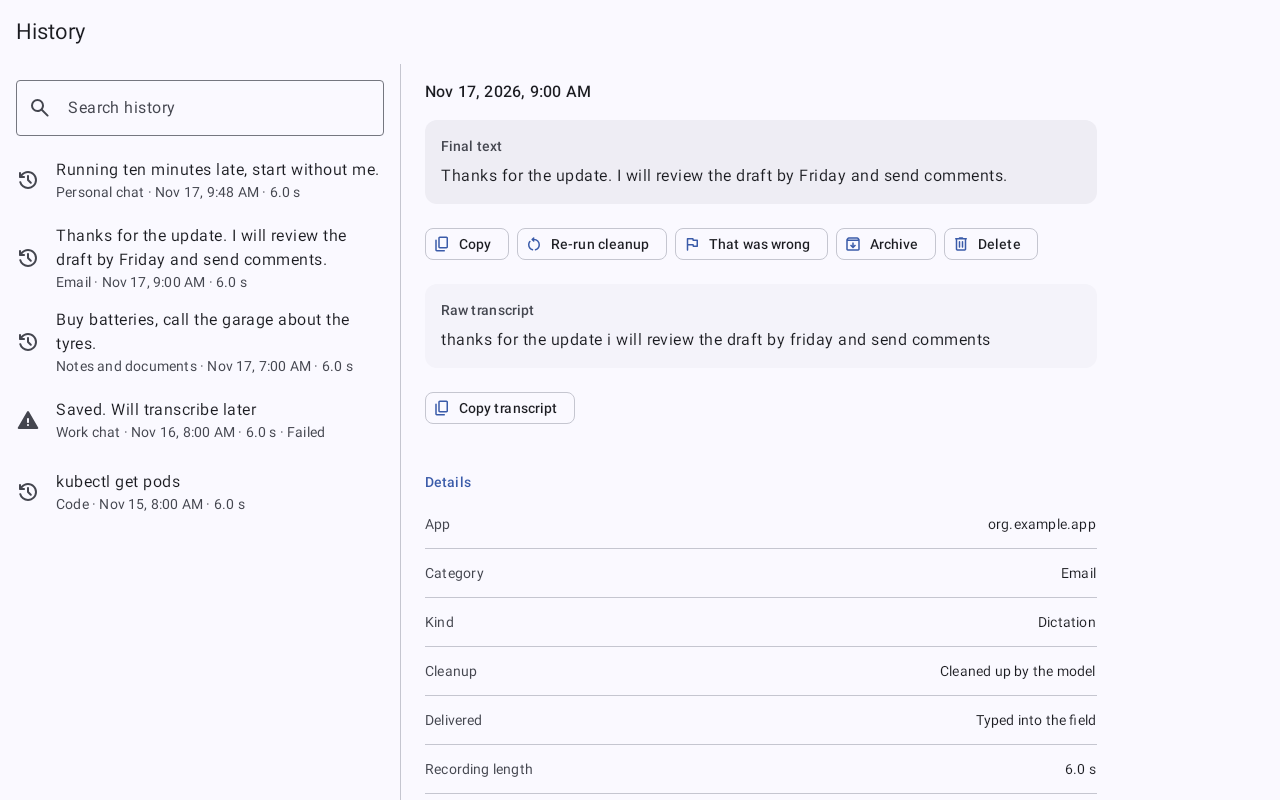 History
Search history
Running ten minutes late, start without me.
Personal chat · Nov 17, 9:48 AM · 6.0 s
Thanks for the update. I will review the
draft by Friday and send comments.
Email · Nov 17, 9:00 AM · 6.0 s
Buy batteries, call the garage about the
tyres.
Notes and documents · Nov 17, 7:00 AM · 6.0 s
Saved. Will transcribe later
Work chat · Nov 16, 8:00 AM · 6.0 s · Failed
kubectl get pods
Code · Nov 15, 8:00 AM · 6.0 s
Nov 17, 2026, 9:00 AM
Final text
Thanks for the update. I will review the draft by Friday and send comments.
Copy Re-run cleanup That was wrong Archive Delete
Raw transcript
thanks for the update i will review the draft by friday and send comments
Copy transcript
Details
App org.example.app
Category Email
Kind Dictation
Cleanup Cleaned up by the model
Delivered Typed into the field
Recording length 6.0 s